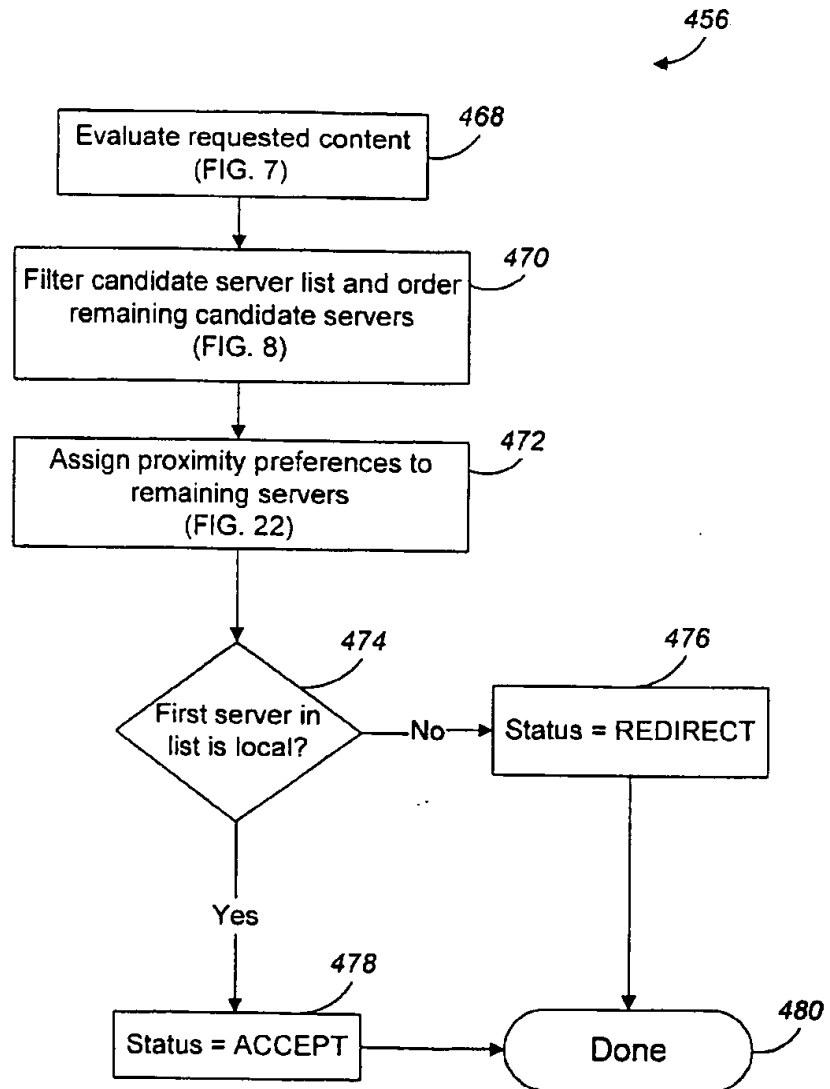 456
468
Evaluate requested content
(FIG. 7)
470
Filter candidate server list and order
remaining candidate servers
(FIG. 8)
472
Assign proximity preferences to
remaining servers
(FIG. 22)
474
First server in
list is local?
No
476
Status = REDIRECT
Yes
478
Status = ACCEPT
480
Done